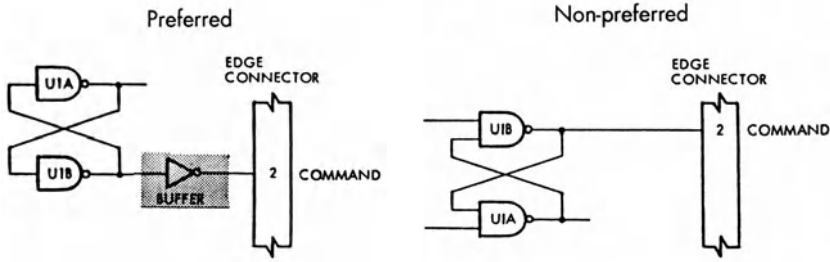 Preferred
U1A
U1B
BUFFER
EDGE
CONNECTOR
2
COMMAND
Non-preferred
U1B
U1A
EDGE
CONNECTOR
2
COMMAND